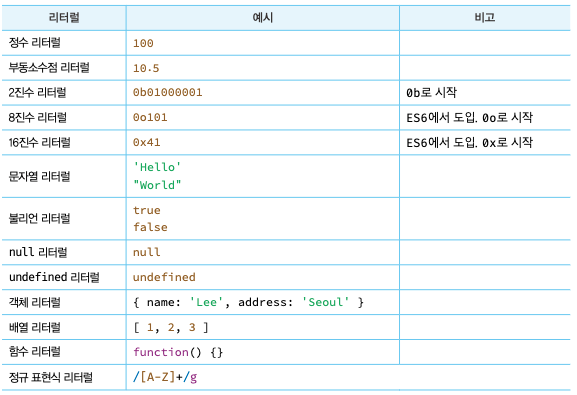 리터럴 예시 비고
정수 리터럴 100
부동소수점 리터럴 10.5
2진수 리터럴 0b01000001 0b로 시작
8진수 리터럴 0o101 ES6에서 도입. 0o로 시작
16진수 리터럴 0x41 ES6에서 도입. 0x로 시작
문자열 리터럴 'Hello'
"World"
불리언 리터럴 true
false
null 리터럴 null
undefined 리터럴 undefined
객체 리터럴 { name: 'Lee', address: 'Seoul' }
배열 리터럴 [ 1, 2, 3 ]
함수 리터럴 function() {}
정규 표현식 리터럴 /[A-Z]+/g